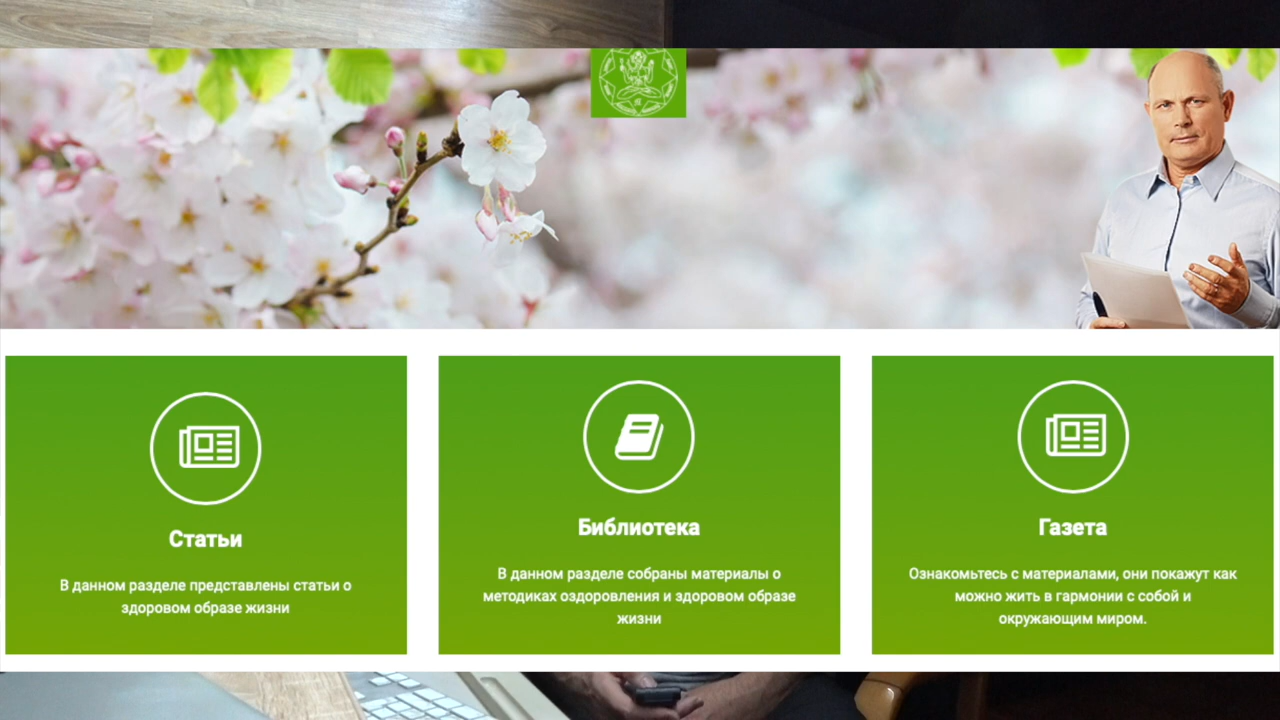 Статьи
В данном разделе представлены статьи о
здоровом образе жизни
Библиотека
В данном разделе собраны материалы о
методиках оздоровления и здоровом образе
жизни
Газета
Ознакомьтесь с материалами, они покажут как
можно жить в гармонии с собой и
окружающим миром.